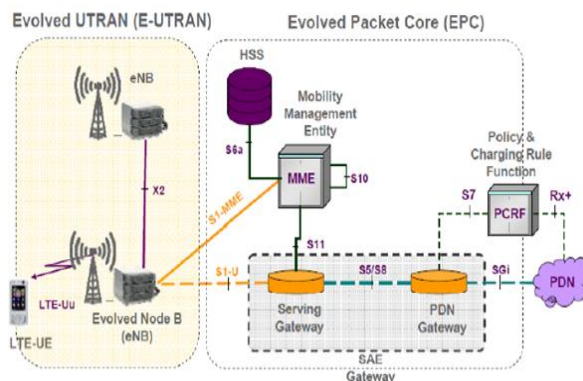 Evolved UTRAN (E-UTRAN)
Evolved Packet Core (EPC)
HSS
eNB
Mobility
Management
Entity
Policy &
Charging Rule
Function
S6a
MME
S10
X2
S1-MME
S7
PCRF
Rx+
S11
S1-U
S5/S8
SGi
PDN
LTE-Uu
Evolved Node B
(eNB)
LTE-UE
Serving
Gateway
PDN
Gateway
SAE
Gateway